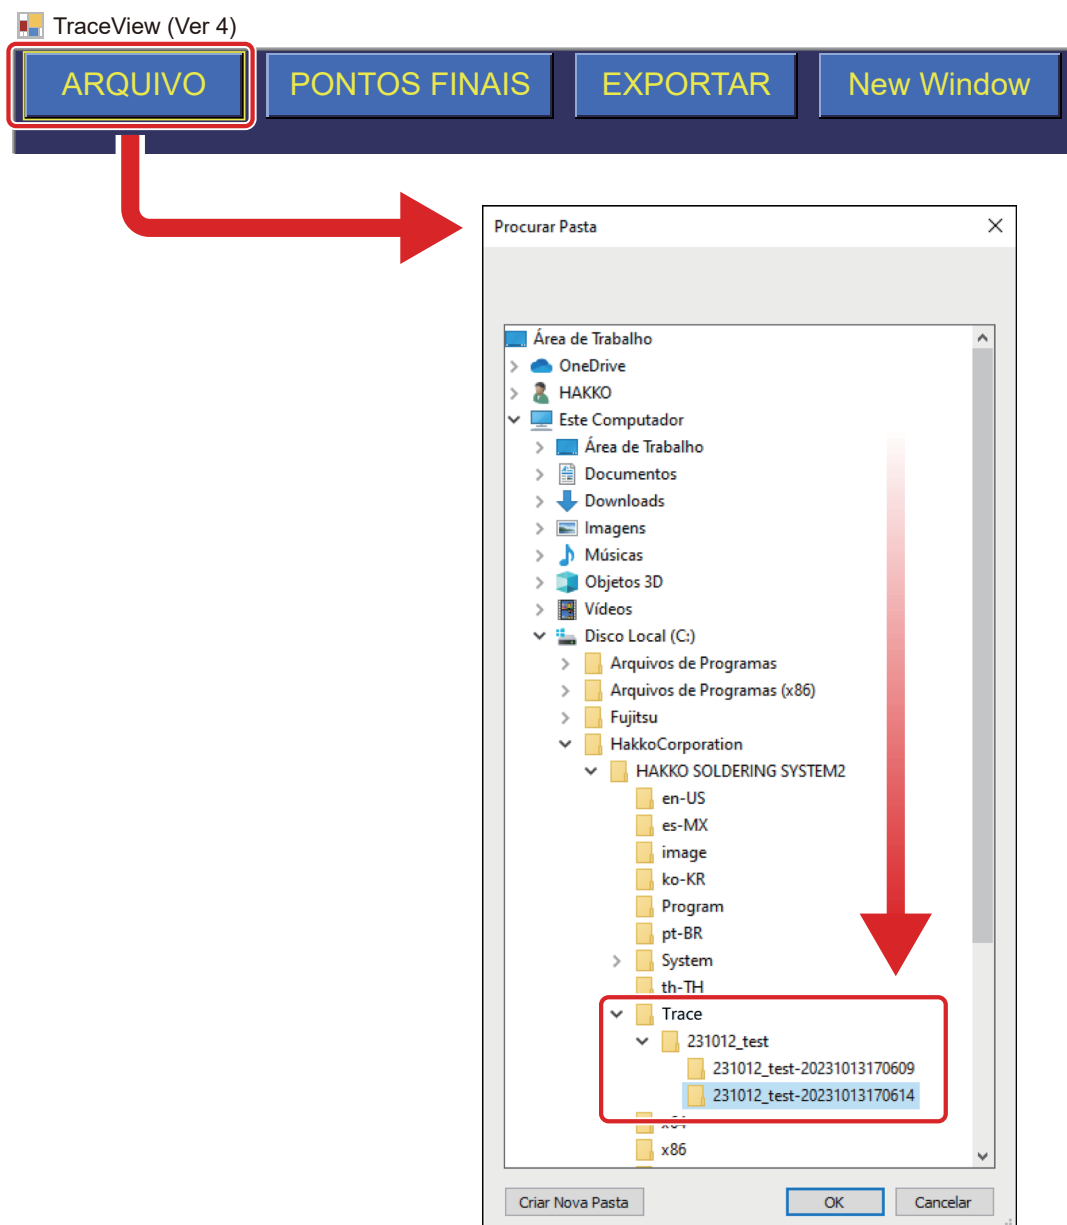 TraceView (Ver 4)
ARQUIVO PONTOS FINAIS EXPORTAR New Window
Procurar Pasta
Área de Trabalho
OneDrive
HAKKO
Este Computador
Área de Trabalho
Documentos
Downloads
Imagens
Músicas
Objetos 3D
Vídeos
Disco Local (C:)
Arquivos de Programas
Arquivos de Programas (x86)
Fujitsu
HakkoCorporation
HAKKO SOLDERING SYSTEM2
en-US
es-MX
image
ko-KR
Program
pt-BR
System
th-TH
Trace
231012_test
231012_test-20231013170609
231012_test-20231013170614
x86
Criar Nova Pasta OK Cancelar